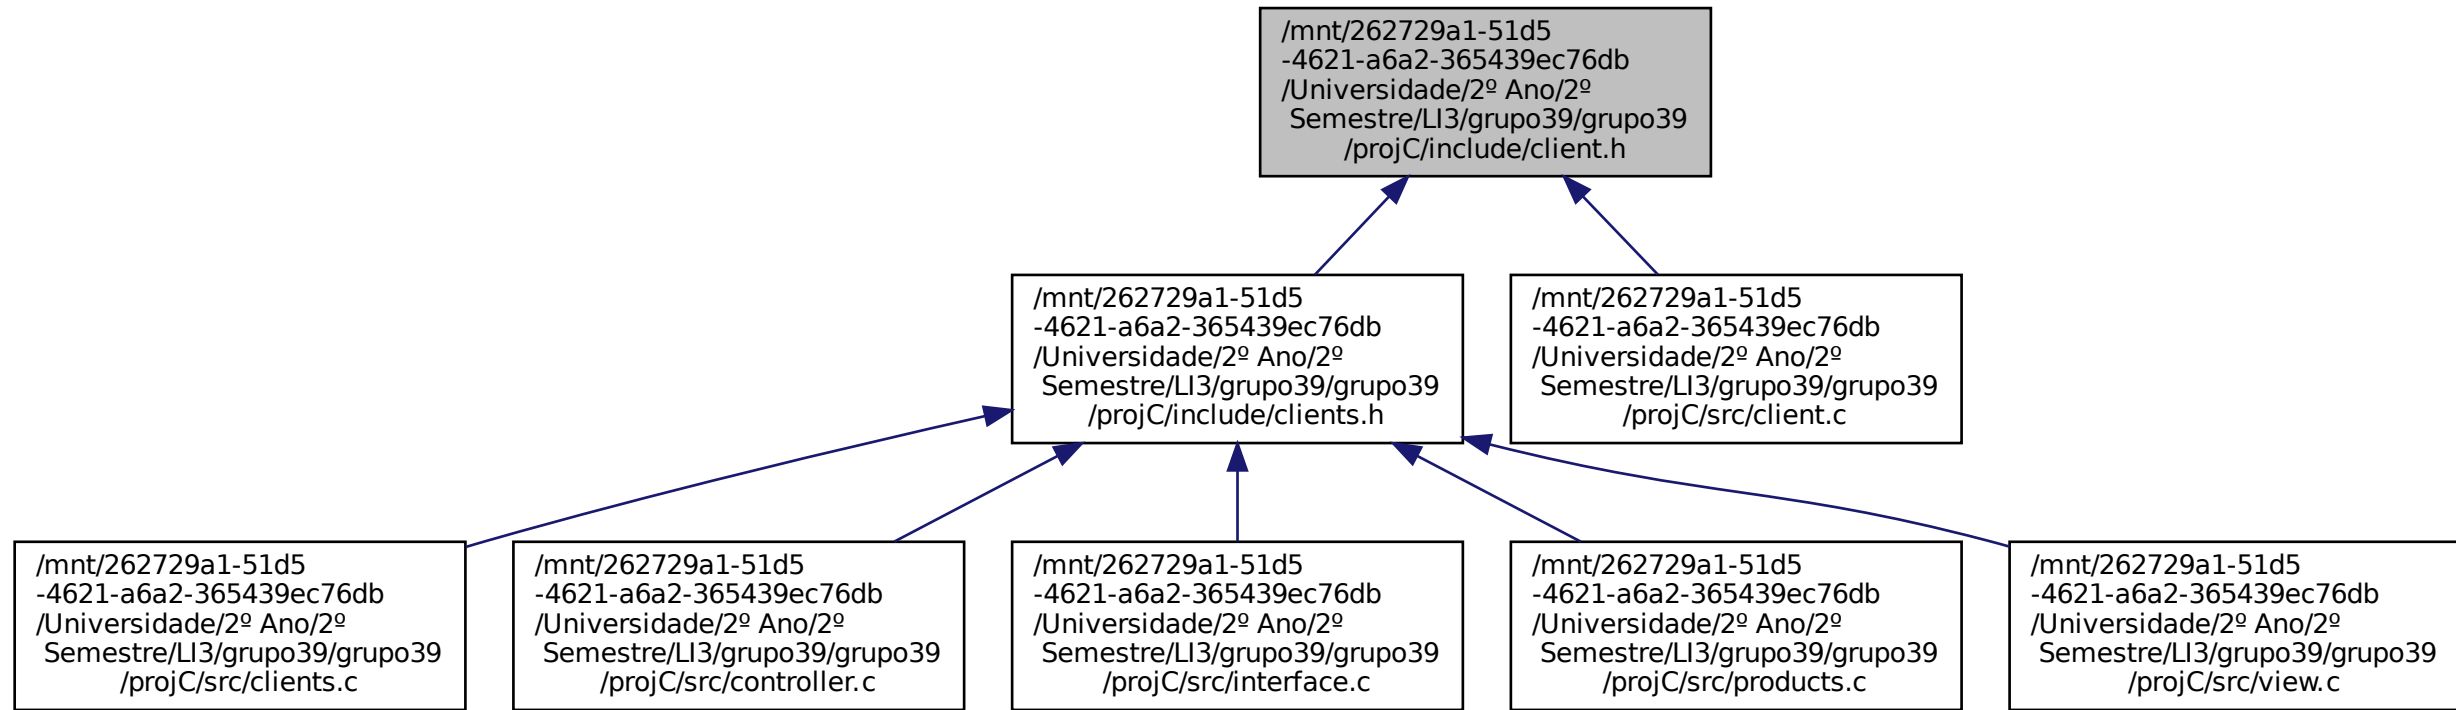 /mnt/262729a1-51d5
-4621-a6a2-365439ec76db
/Universidade/2º Ano/2º
Semestre/LI3/grupo39/grupo39
/projC/include/client.h
/mnt/262729a1-51d5
-4621-a6a2-365439ec76db
/Universidade/2º Ano/2º
Semestre/LI3/grupo39/grupo39
/projC/include/clients.h
/mnt/262729a1-51d5
-4621-a6a2-365439ec76db
/Universidade/2º Ano/2º
Semestre/LI3/grupo39/grupo39
/projC/src/client.c
/mnt/262729a1-51d5
-4621-a6a2-365439ec76db
/Universidade/2º Ano/2º
Semestre/LI3/grupo39/grupo39
/projC/src/clients.c
/mnt/262729a1-51d5
-4621-a6a2-365439ec76db
/Universidade/2º Ano/2º
Semestre/LI3/grupo39/grupo39
/projC/src/controller.c
/mnt/262729a1-51d5
-4621-a6a2-365439ec76db
/Universidade/2º Ano/2º
Semestre/LI3/grupo39/grupo39
/projC/src/interface.c
/mnt/262729a1-51d5
-4621-a6a2-365439ec76db
/Universidade/2º Ano/2º
Semestre/LI3/grupo39/grupo39
/projC/src/products.c
/mnt/262729a1-51d5
-4621-a6a2-365439ec76db
/Universidade/2º Ano/2º
Semestre/LI3/grupo39/grupo39
/projC/src/view.c